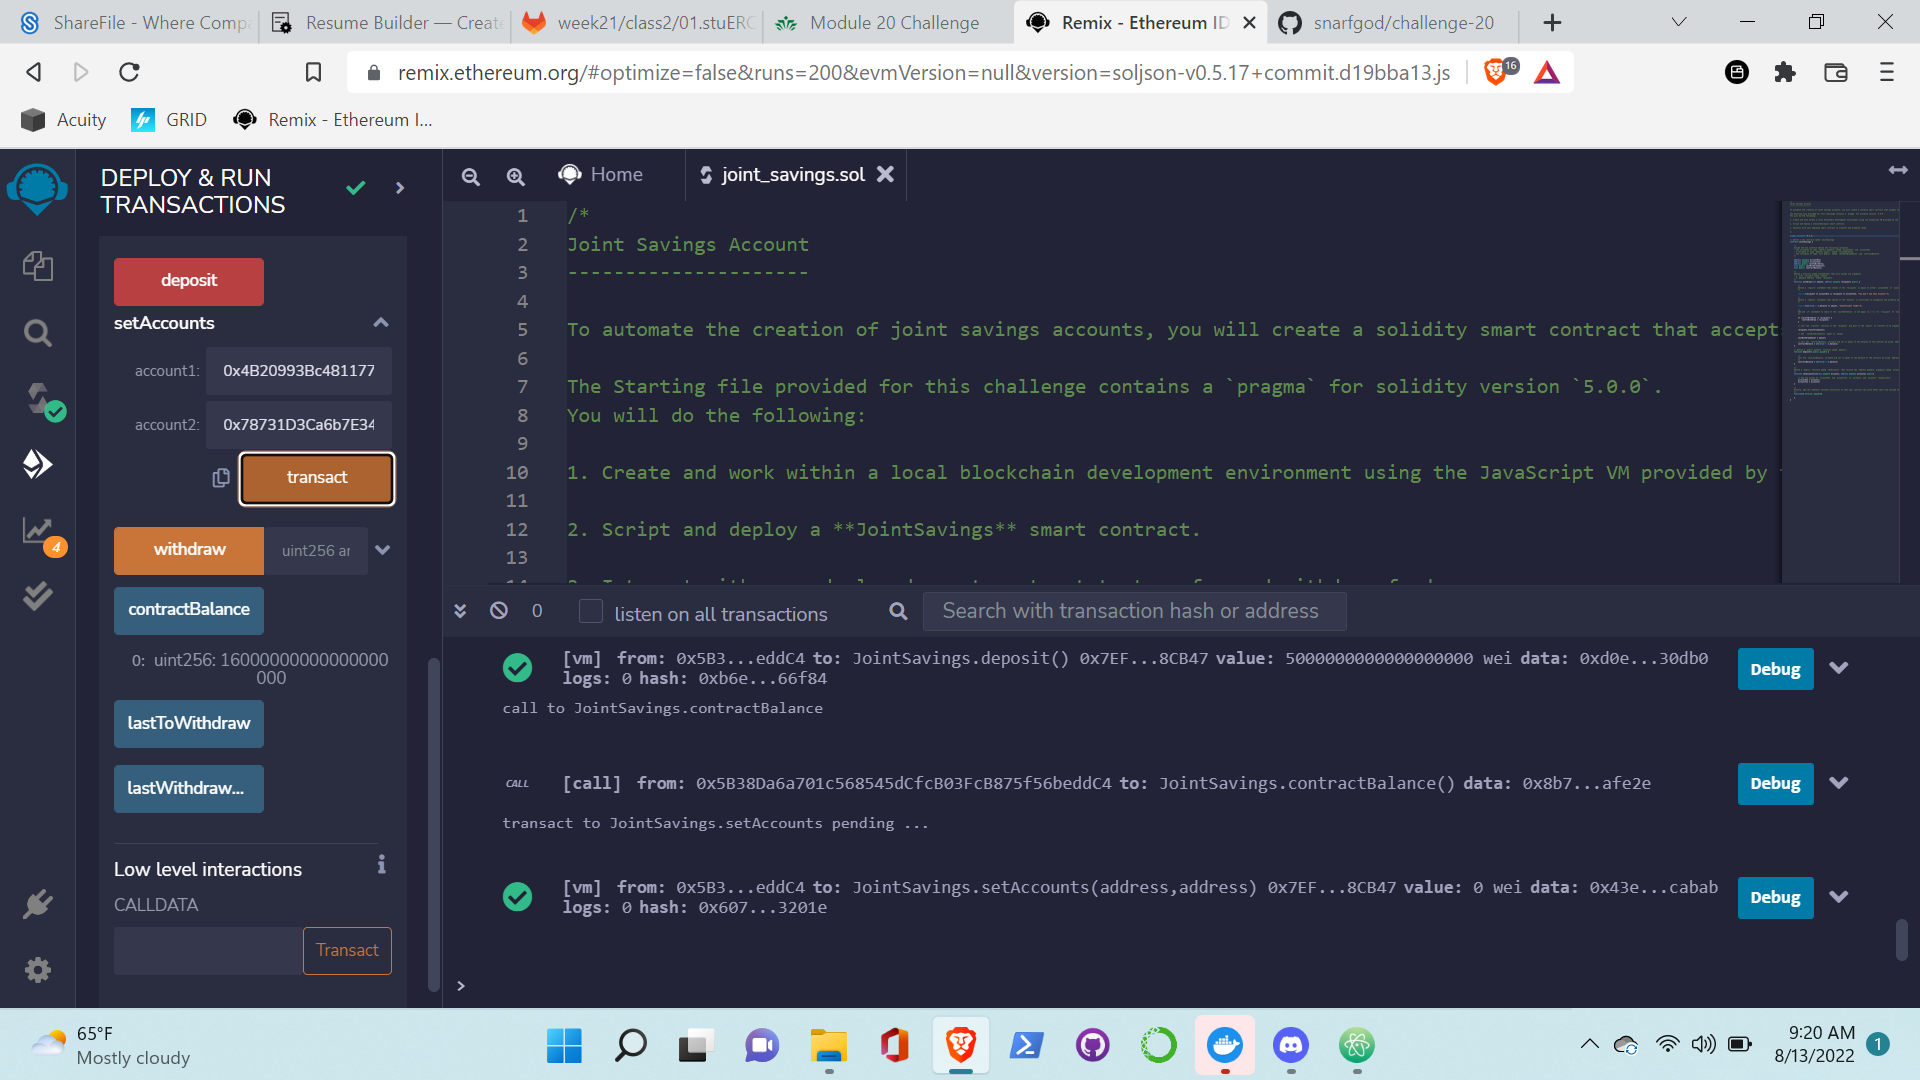 ShareFile - Where Compa
Resume Builder — Create
week21/class2/01.stuERC
Module 20 Challenge
Remix - Ethereum ID
snarfgod/challenge-20
remix.ethereum.org/#optimize=false&runs=200&evmVersion=null&version=soljson-v0.5.17+commit.d19bba13.js
16
Acuity
GRID
Remix - Ethereum I...
DEPLOY & RUN
TRANSACTIONS
deposit
setAccounts
account1: 0x4B20993Bc481177
account2: 0x78731D3Ca6b7E34
transact
withdraw
uint256 ar
contractBalance
0: uint256: 16000000000000000
000
lastToWithdraw
lastWithdraw...
Low level interactions
CALLDATA
Transact
4
Home
joint_savings.sol
1 /*
2 Joint Savings Account
3 ---------------------
4
5 To automate the creation of joint savings accounts, you will create a solidity smart contract that accept
6
7 The Starting file provided for this challenge contains a `pragma` for solidity version `5.0.0`.
8 You will do the following:
9
10 1. Create and work within a local blockchain development environment using the JavaScript VM provided by
11
12 2. Script and deploy a **JointSavings** smart contract.
13
0
listen on all transactions
Search with transaction hash or address
[vm] from: 0x5B3...eddC4 to: JointSavings.deposit() 0x7EF...8CB47 value: 5000000000000000000 wei data: 0xd0e...30db0
logs: 0 hash: 0xb6e...66f84
Debug
call to JointSavings.contractBalance
CALL
[call] from: 0x5B38Da6a701c568545dCfcB03FcB875f56beddC4 to: JointSavings.contractBalance() data: 0x8b7...afe2e
Debug
transact to JointSavings.setAccounts pending ...
[vm] from: 0x5B3...eddC4 to: JointSavings.setAccounts(address,address) 0x7EF...8CB47 value: 0 wei data: 0x43e...cabab
logs: 0 hash: 0x607...3201e
Debug
>
65°F
Mostly cloudy
9:20 AM
8/13/2022
1